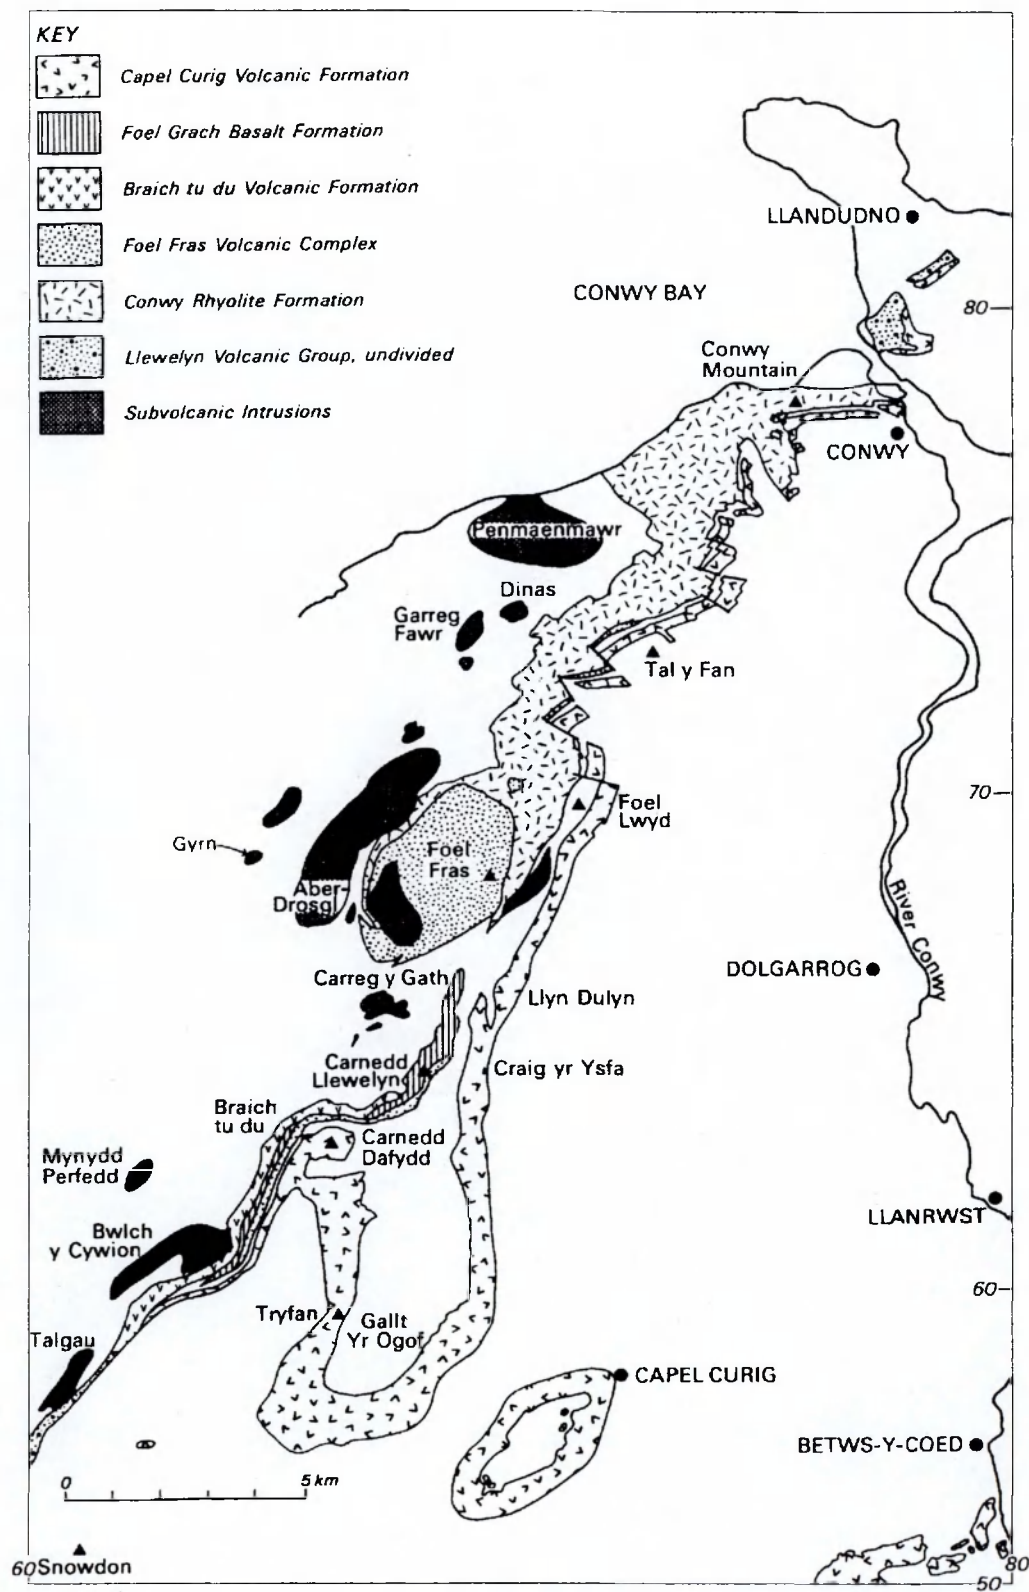 KEY
Capel Curig Volcanic Formation
Foel Grach Basalt Formation
Braich tu du Volcanic Formation
Foel Fras Volcanic Complex
Conwy Rhyolite Formation
Llewelyn Volcanic Group, undivided
Subvolcanic Intrusions
LLANDUDNO
CONWY BAY
80
Conwy
Mountain
CONWY
Penmaenmawr
Dinas
Garreg
Fawr
Tal y Fan
70
Foel
Lwyd
Gyrn
Foel
Fras
Aber-
Drosgl
River Conwy
DOLGARROG
Carreg y Gath
Llyn Dulyn
Carnedd
Llewelyn
Craig yr Ysfa
Braich
tu du
Carnedd
Dafydd
Mynydd
Perfedd
LLANRWST
Bwlch
y Cywion
60
Tryfan
Gallt
Yr Ogof
Talgau
CAPEL CURIG
BETWS-Y-COED
0
5 km
60
Snowdon
80
50